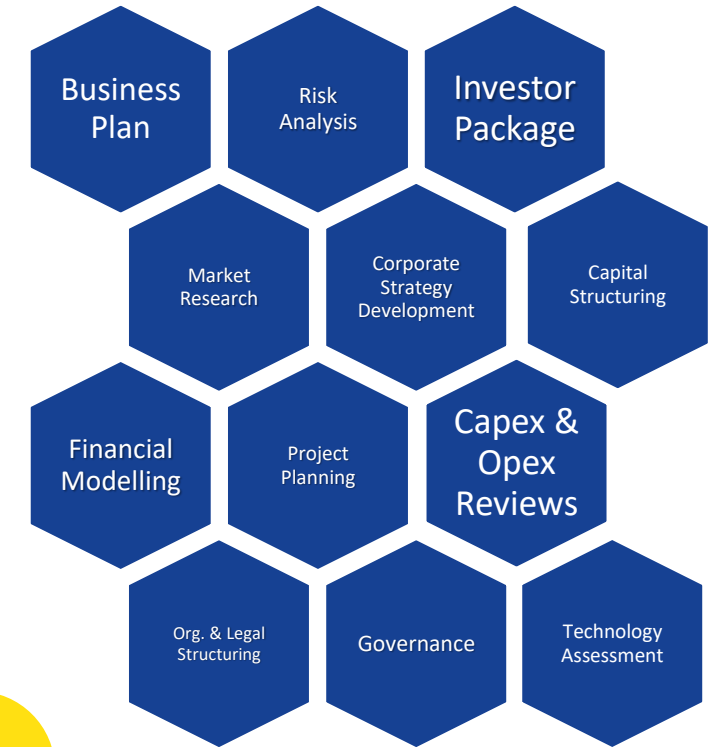 Business
Plan
Risk
Analysis
Investor
Package
Market
Research
Corporate
Strategy
Development
Capital
Structuring
Financial
Modelling
Project
Planning
Capex &
Opex
Reviews
Org. & Legal
Structuring
Governance
Technology
Assessment